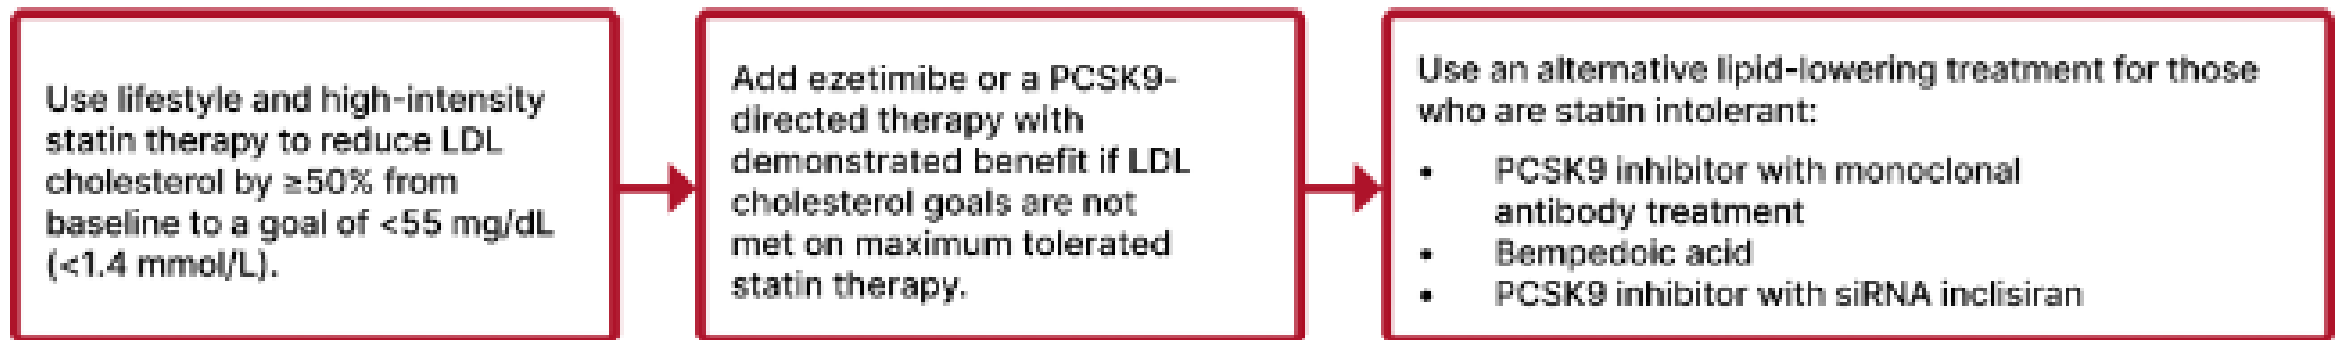 Use lifestyle and high-intensity
statin therapy to reduce LDL
cholesterol by ≥50% from
baseline to a goal of <55 mg/dL
(<1.4 mmol/L).
Add ezetimibe or a PCSK9-
directed therapy with
demonstrated benefit if LDL
cholesterol goals are not
met on maximum tolerated
statin therapy.
Use an alternative lipid-lowering treatment for those
who are statin intolerant:
• PCSK9 inhibitor with monoclonal
antibody treatment
• Bempedoic acid
• PCSK9 inhibitor with siRNA inclisiran